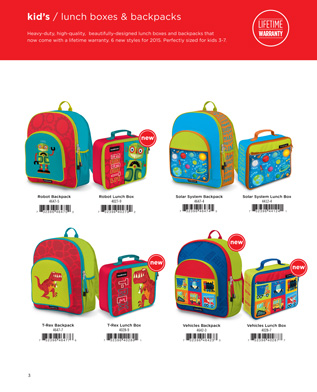 kid's / lunch boxes & backpacks
Heavy-duty, high-quality, beautifully-designed lunch boxes and backpacks that
now come with a lifetime warranty. 6 new styles for 2015. Perfectly sized for kids 3-7.
LIFETIME
WARRANTY
new
Robot Backpack
Robot Lunch Box
Solar System Backpack
Solar System Lunch Box
new
new
new
T-Rex Backpack
T-Rex Lunch Box
Vehicles Backpack
Vehicles Lunch Box
3